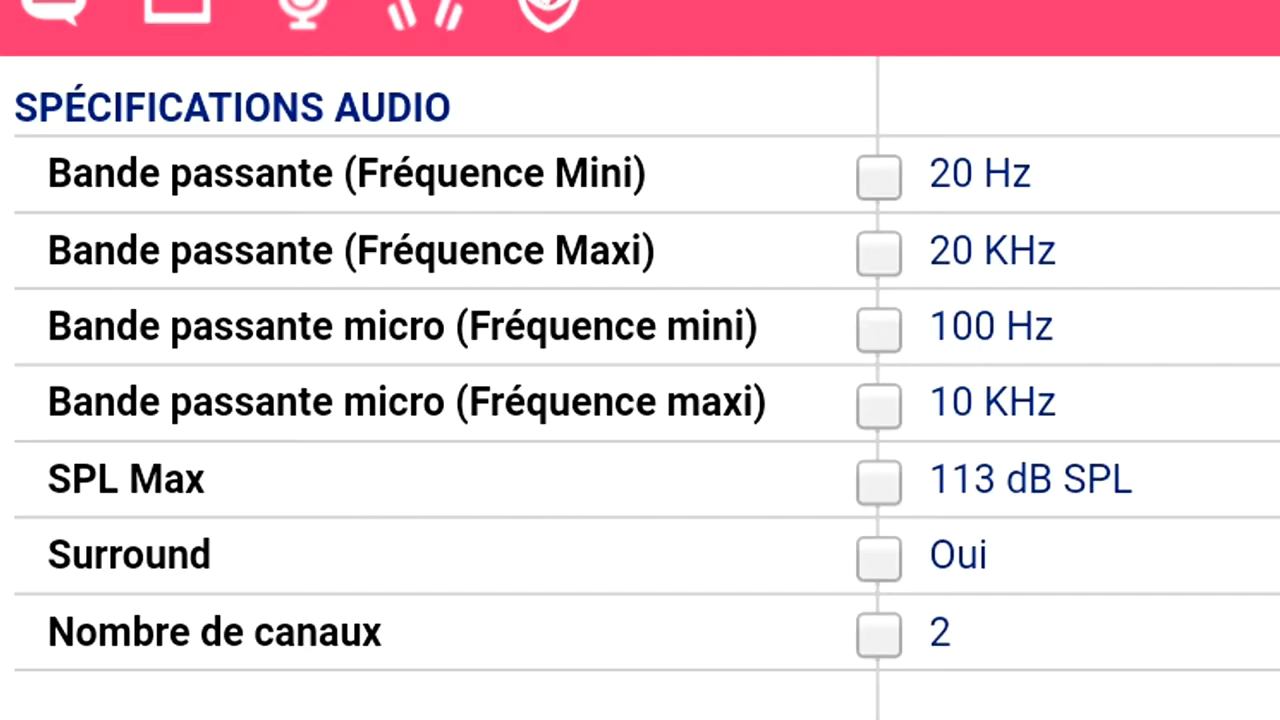 SPÉCIFICATIONS AUDIO
Bande passante (Fréquence Mini) 20 Hz
Bande passante (Fréquence Maxi) 20 KHz
Bande passante micro (Fréquence mini) 100 Hz
Bande passante micro (Fréquence maxi) 10 KHz
SPL Max 113 dB SPL
Surround Oui
Nombre de canaux 2